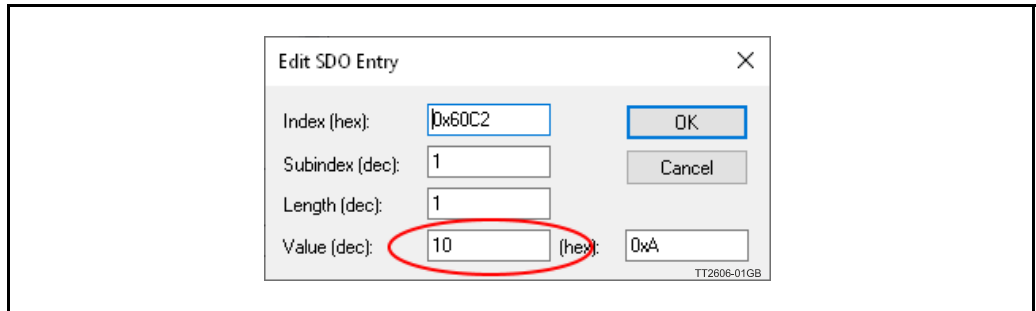 Edit SDO Entry
Index (hex): 0x60C2 OK
Subindex (dec): 1 Cancel
Length (dec): 1
Value (dec): 10 (hex): 0xA
TT2606-01GB